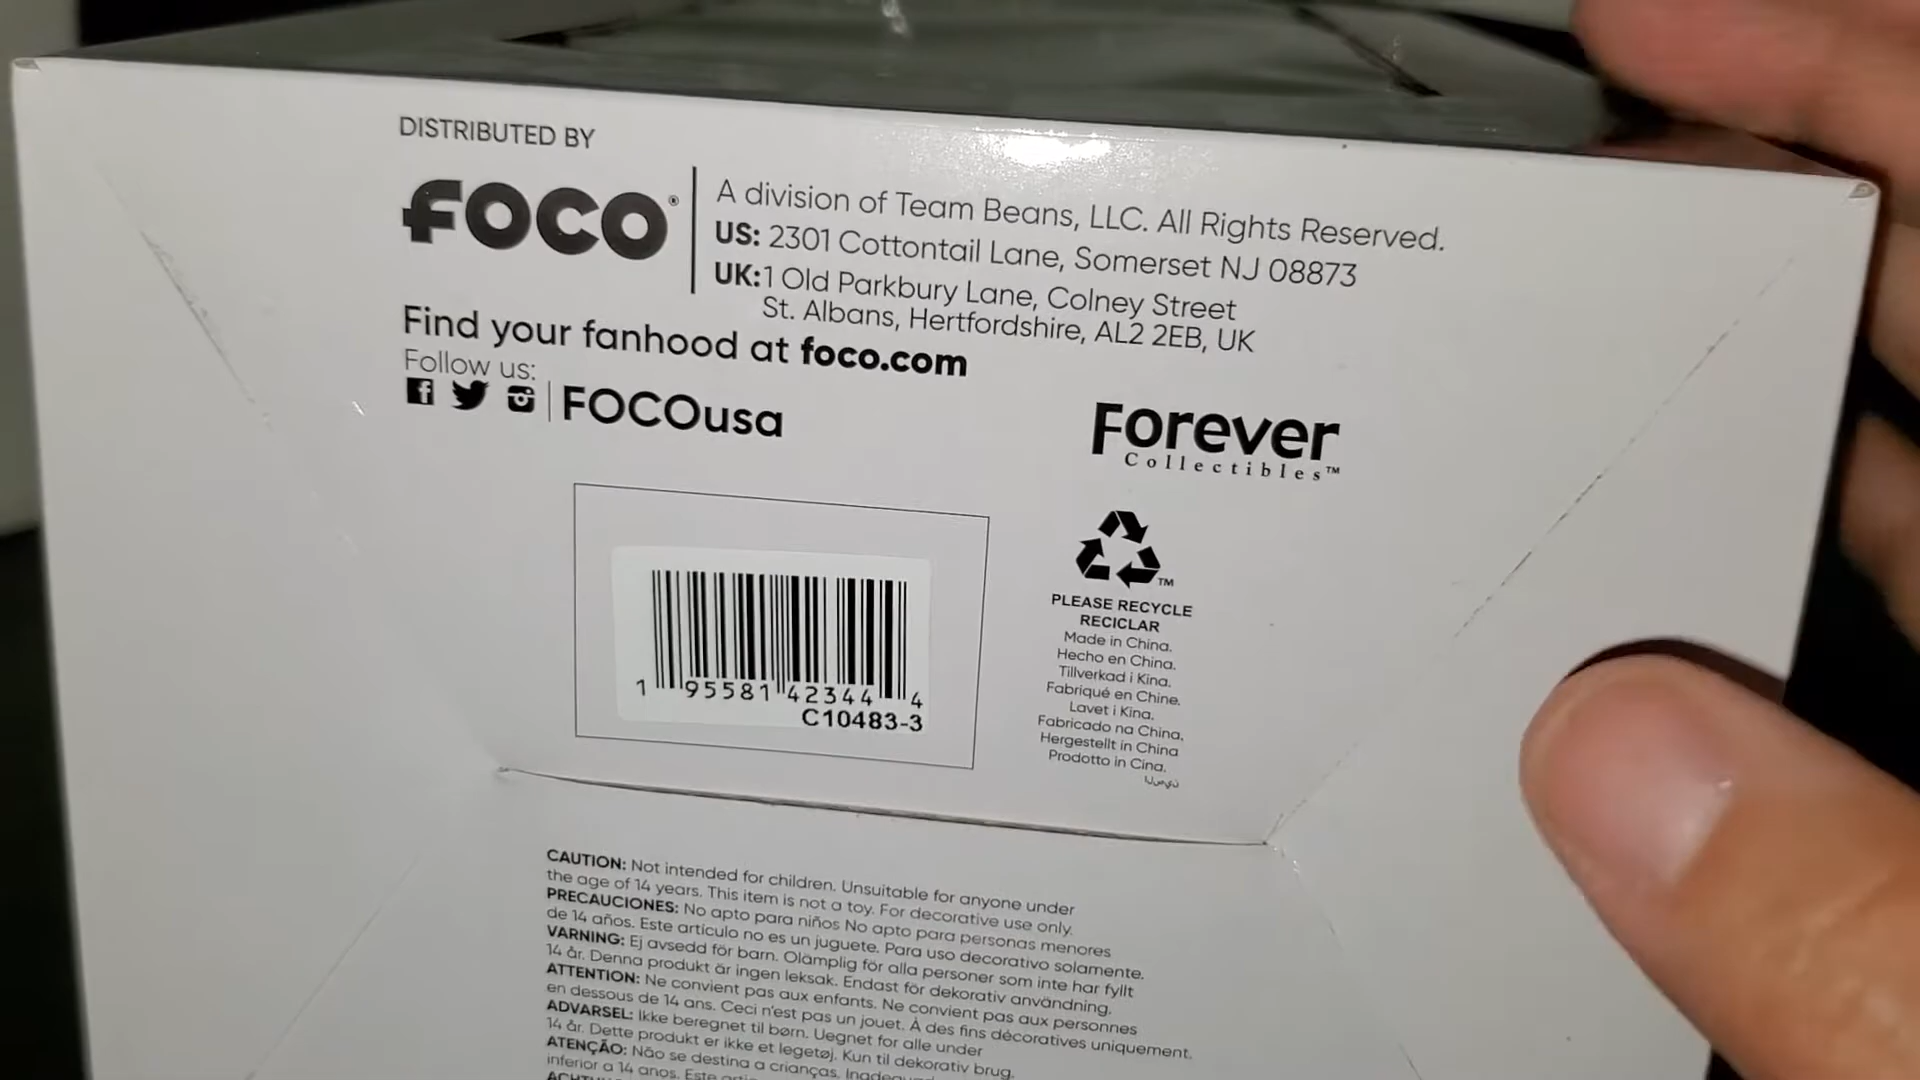 DISTRIBUTED BY
FOCO®
A division of Team Beans, LLC. All Rights Reserved.
US: 2301 Cottontail Lane, Somerset NJ 08873
UK:1 Old Parkbury Lane, Colney Street
St. Albans, Hertfordshire, AL2 2EB, UK
Find your fanhood at foco.com
Follow us:
FOCOusa
Forever
Collectibles™
1 95581 42344 4
C10483-3
TM
PLEASE RECYCLE
RECICLAR
Made in China.
Hecho en China.
Tillverkad i Kina.
Fabriqué en Chine.
Lavet i Kina.
Fabricado na China.
Hergestellt in China
Prodotto in Cina.
CAUTION: Not intended for children. Unsuitable for anyone under
the age of 14 years. This item is not a toy. For decorative use only.
PRECAUCIONES: No apto para niños No apto para personas menores
de 14 años. Este artículo no es un juguete. Para uso decorativo solamente.
VARNING: Ej avsedd för barn. Olämplig för alla personer som inte har fyllt
14 år. Denna produkt är ingen leksak. Endast för dekorativ användning.
ATTENTION: Ne convient pas aux enfants. Ne convient pas aux personnes
en dessous de 14 ans. Ceci n'est pas un jouet. À des fins décoratives uniquement.
ADVARSEL: Ikke beregnet til børn. Uegnet for alle under
14 år. Dette produkt er ikke et legetøj. Kun til dekorativ brug.
ATENÇÃO: Não se destina a crianças.
inferior a 14 anos. Este